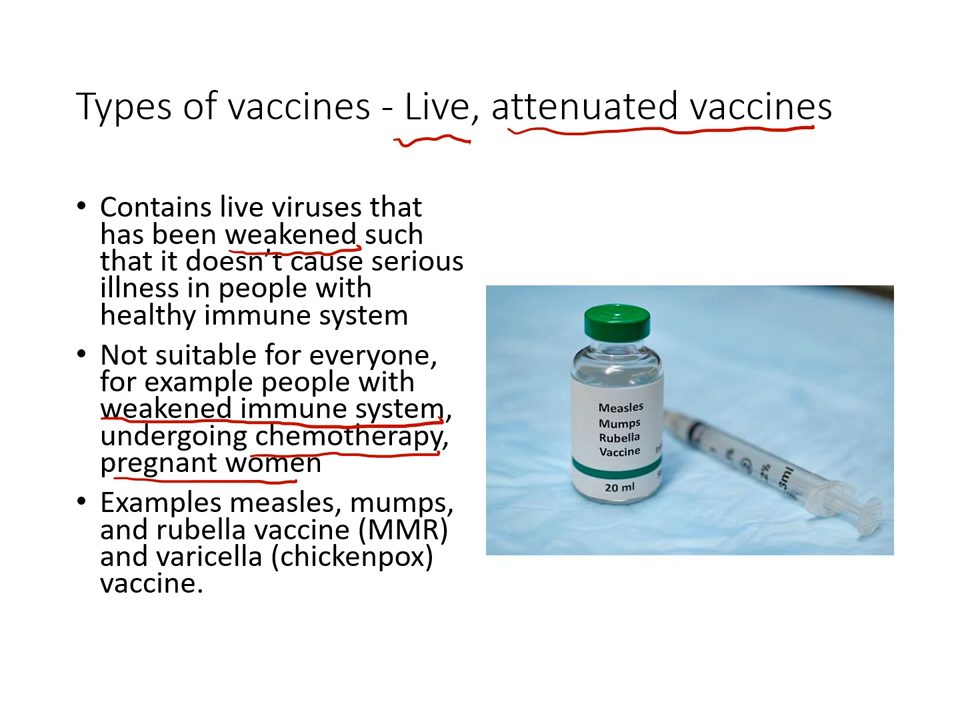 Types of vaccines - Live, attenuated vaccines
• Contains live viruses that
has been weakened such
that it doesn't cause serious
illness in people with
healthy immune system
• Not suitable for everyone,
for example people with
weakened immune system,
undergoing chemotherapy,
pregnant women
• Examples measles, mumps,
and rubella vaccine (MMR)
and varicella (chickenpox)
vaccine.
Measles
Mumps
Rubella
Vaccine
20 ml
3ml